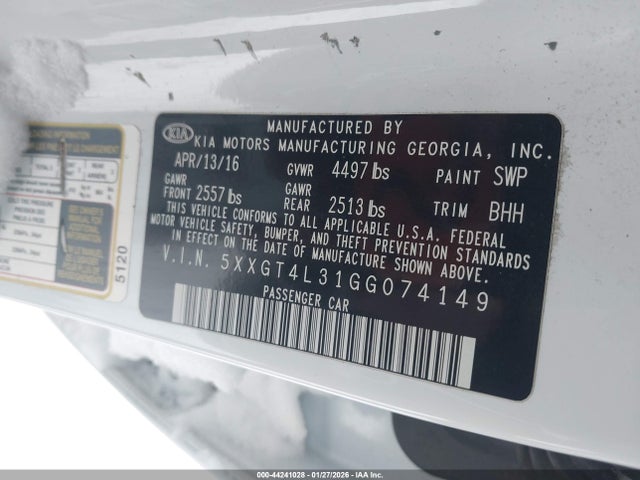 LOADING INFORMATION
5120
KIA
MANUFACTURED BY
KIA MOTORS MANUFACTURING GEORGIA, INC.
APR/13/16 GVWR 4497 lbs PAINT SWP
GAWR FRONT 2557 lbs GAWR REAR 2513 lbs TRIM BHH
THIS VEHICLE CONFORMS TO ALL APPLICABLE U.S.A. FEDERAL
MOTOR VEHICLE SAFETY, BUMPER, AND THEFT PREVENTION STANDARDS
IN EFFECT ON THE DATE OF MANUFACTURE SHOWN ABOVE.
V.I.N. 5XXGT4L31GG074149
PASSENGER CAR
000-44241028 | 01/27/2026 | IAA Inc.